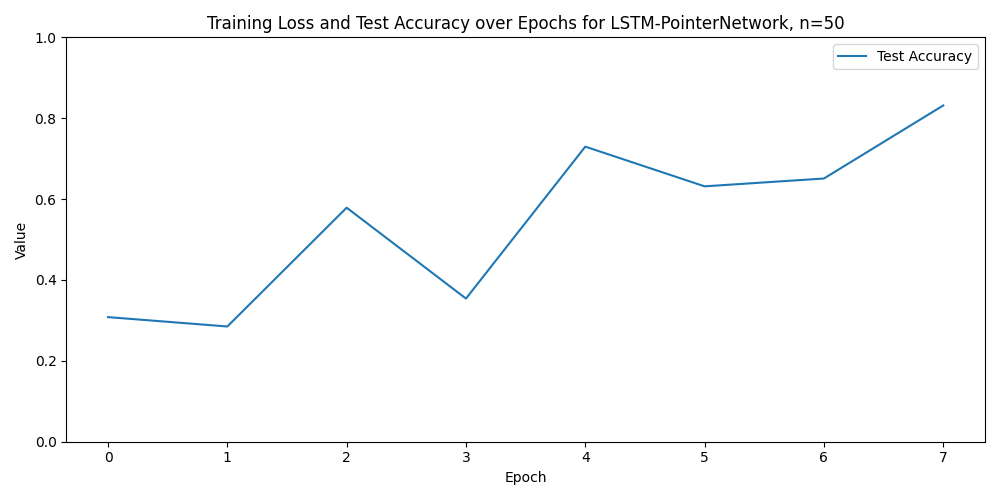 Training Loss and Test Accuracy over Epochs for LSTM-PointerNetwork, n=50
Test Accuracy
Value
1.0
0.8
0.6
0.4
0.2
0.0
0 1 2 3 4 5 6 7
Epoch